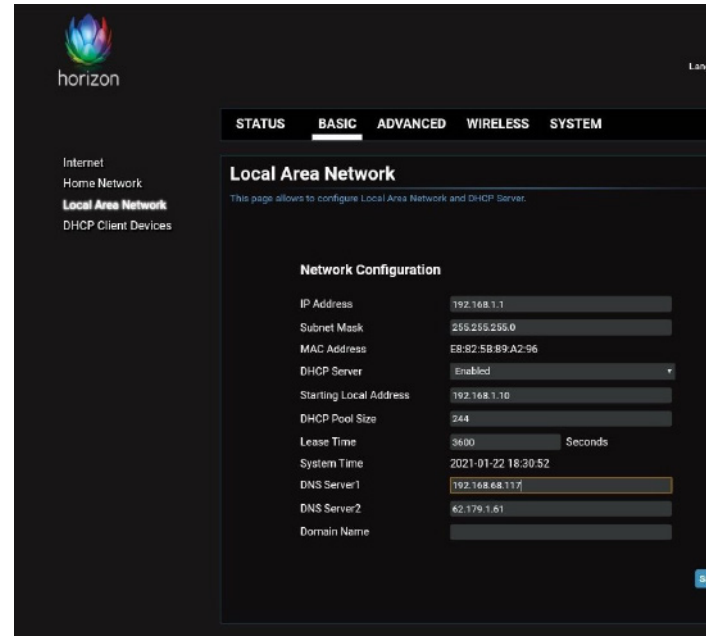 horizon
Lan
STATUS BASIC ADVANCED WIRELESS SYSTEM
Internet
Home Network
Local Area Network
DHCP Client Devices
Local Area Network
This page allows to configure Local Area Network and DHCP Server.
Network Configuration
IP Address 192.168.1.1
Subnet Mask 255.255.255.0
MAC Address E8:82:5B:89:A2:96
DHCP Server Enabled
Starting Local Address 192.168.1.10
DHCP Pool Size 244
Lease Time 3600 Seconds
System Time 2021-01-22 18:30:52
DNS Server1 192.168.68.117
DNS Server2 62.179.1.61
Domain Name
S